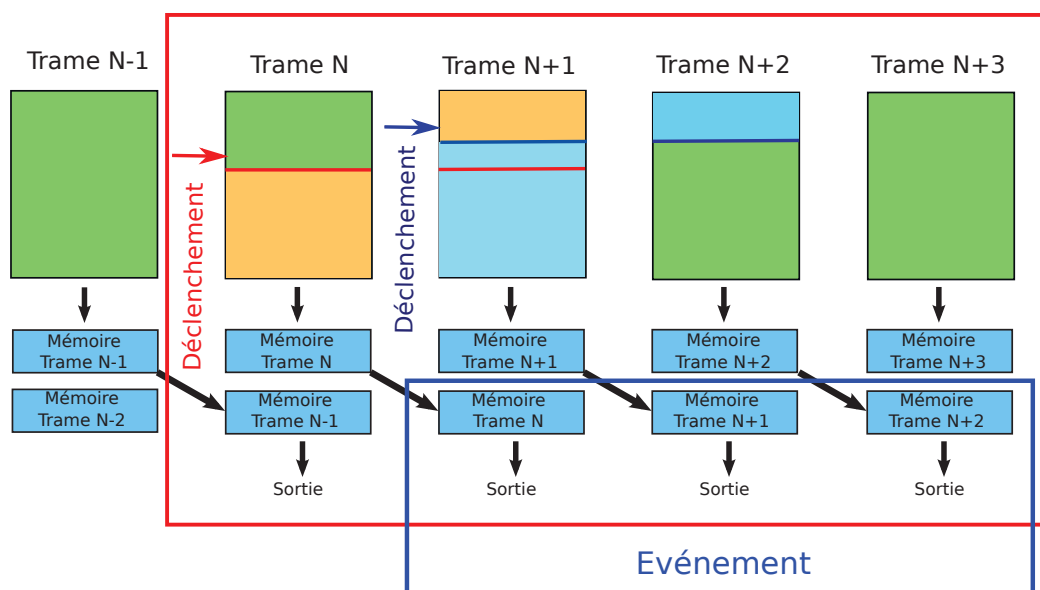 Trame N-1
Trame N
Trame N+1
Trame N+2
Trame N+3
Déclenchement
Déclenchement
Mémoire
Trame N-1
Mémoire
Trame N
Mémoire
Trame N+1
Mémoire
Trame N+2
Mémoire
Trame N+3
Mémoire
Trame N-2
Mémoire
Trame N-1
Mémoire
Trame N
Mémoire
Trame N+1
Mémoire
Trame N+2
Sortie
Sortie
Sortie
Sortie
Evénement